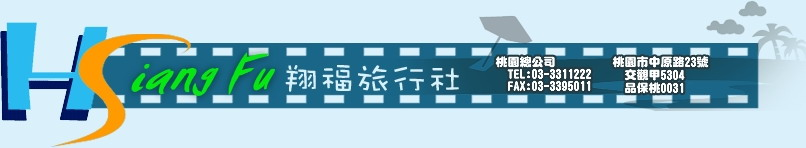 HSiang Fu 翔福旅行社
桃園總公司
TEL:03-3311222
FAX:03-3395011
桃園市中原路23號
交觀甲5304
品保桃0031